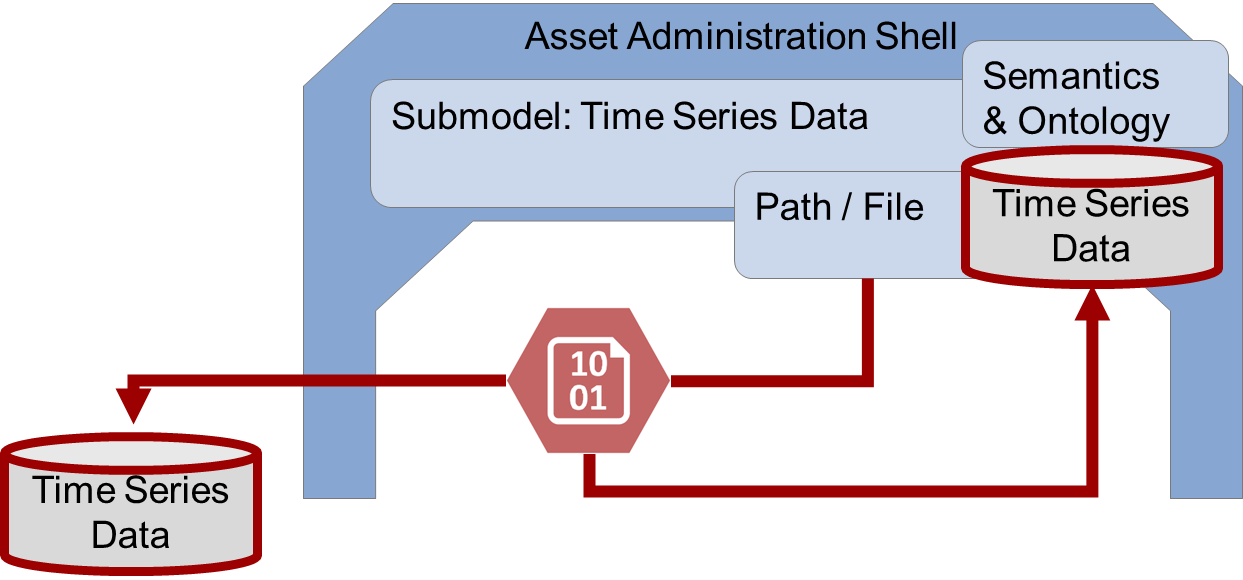 Asset Administration Shell
Semantics
& Ontology
Submodel: Time Series Data
Path / File
Time Series
Data
10
01
Time Series
Data